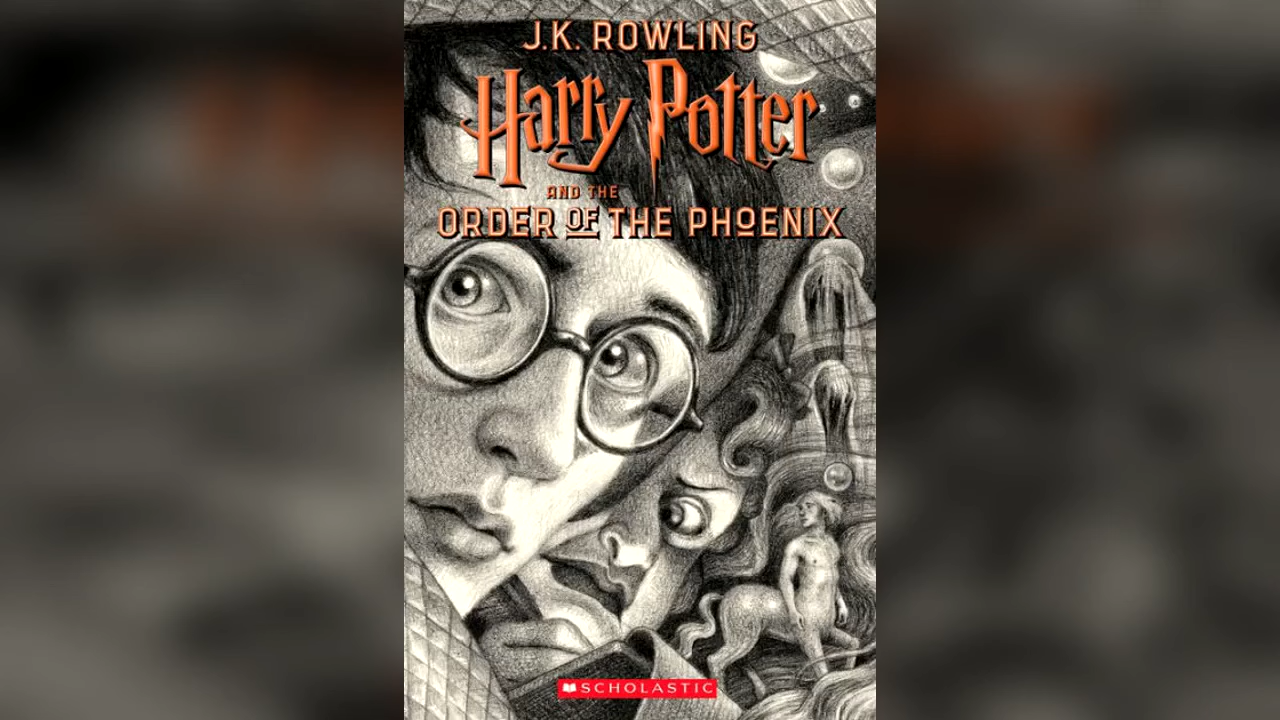 J.K. ROWLING
Harry Potter
AND THE
ORDER OF THE PHOENIX
SCHOLASTIC